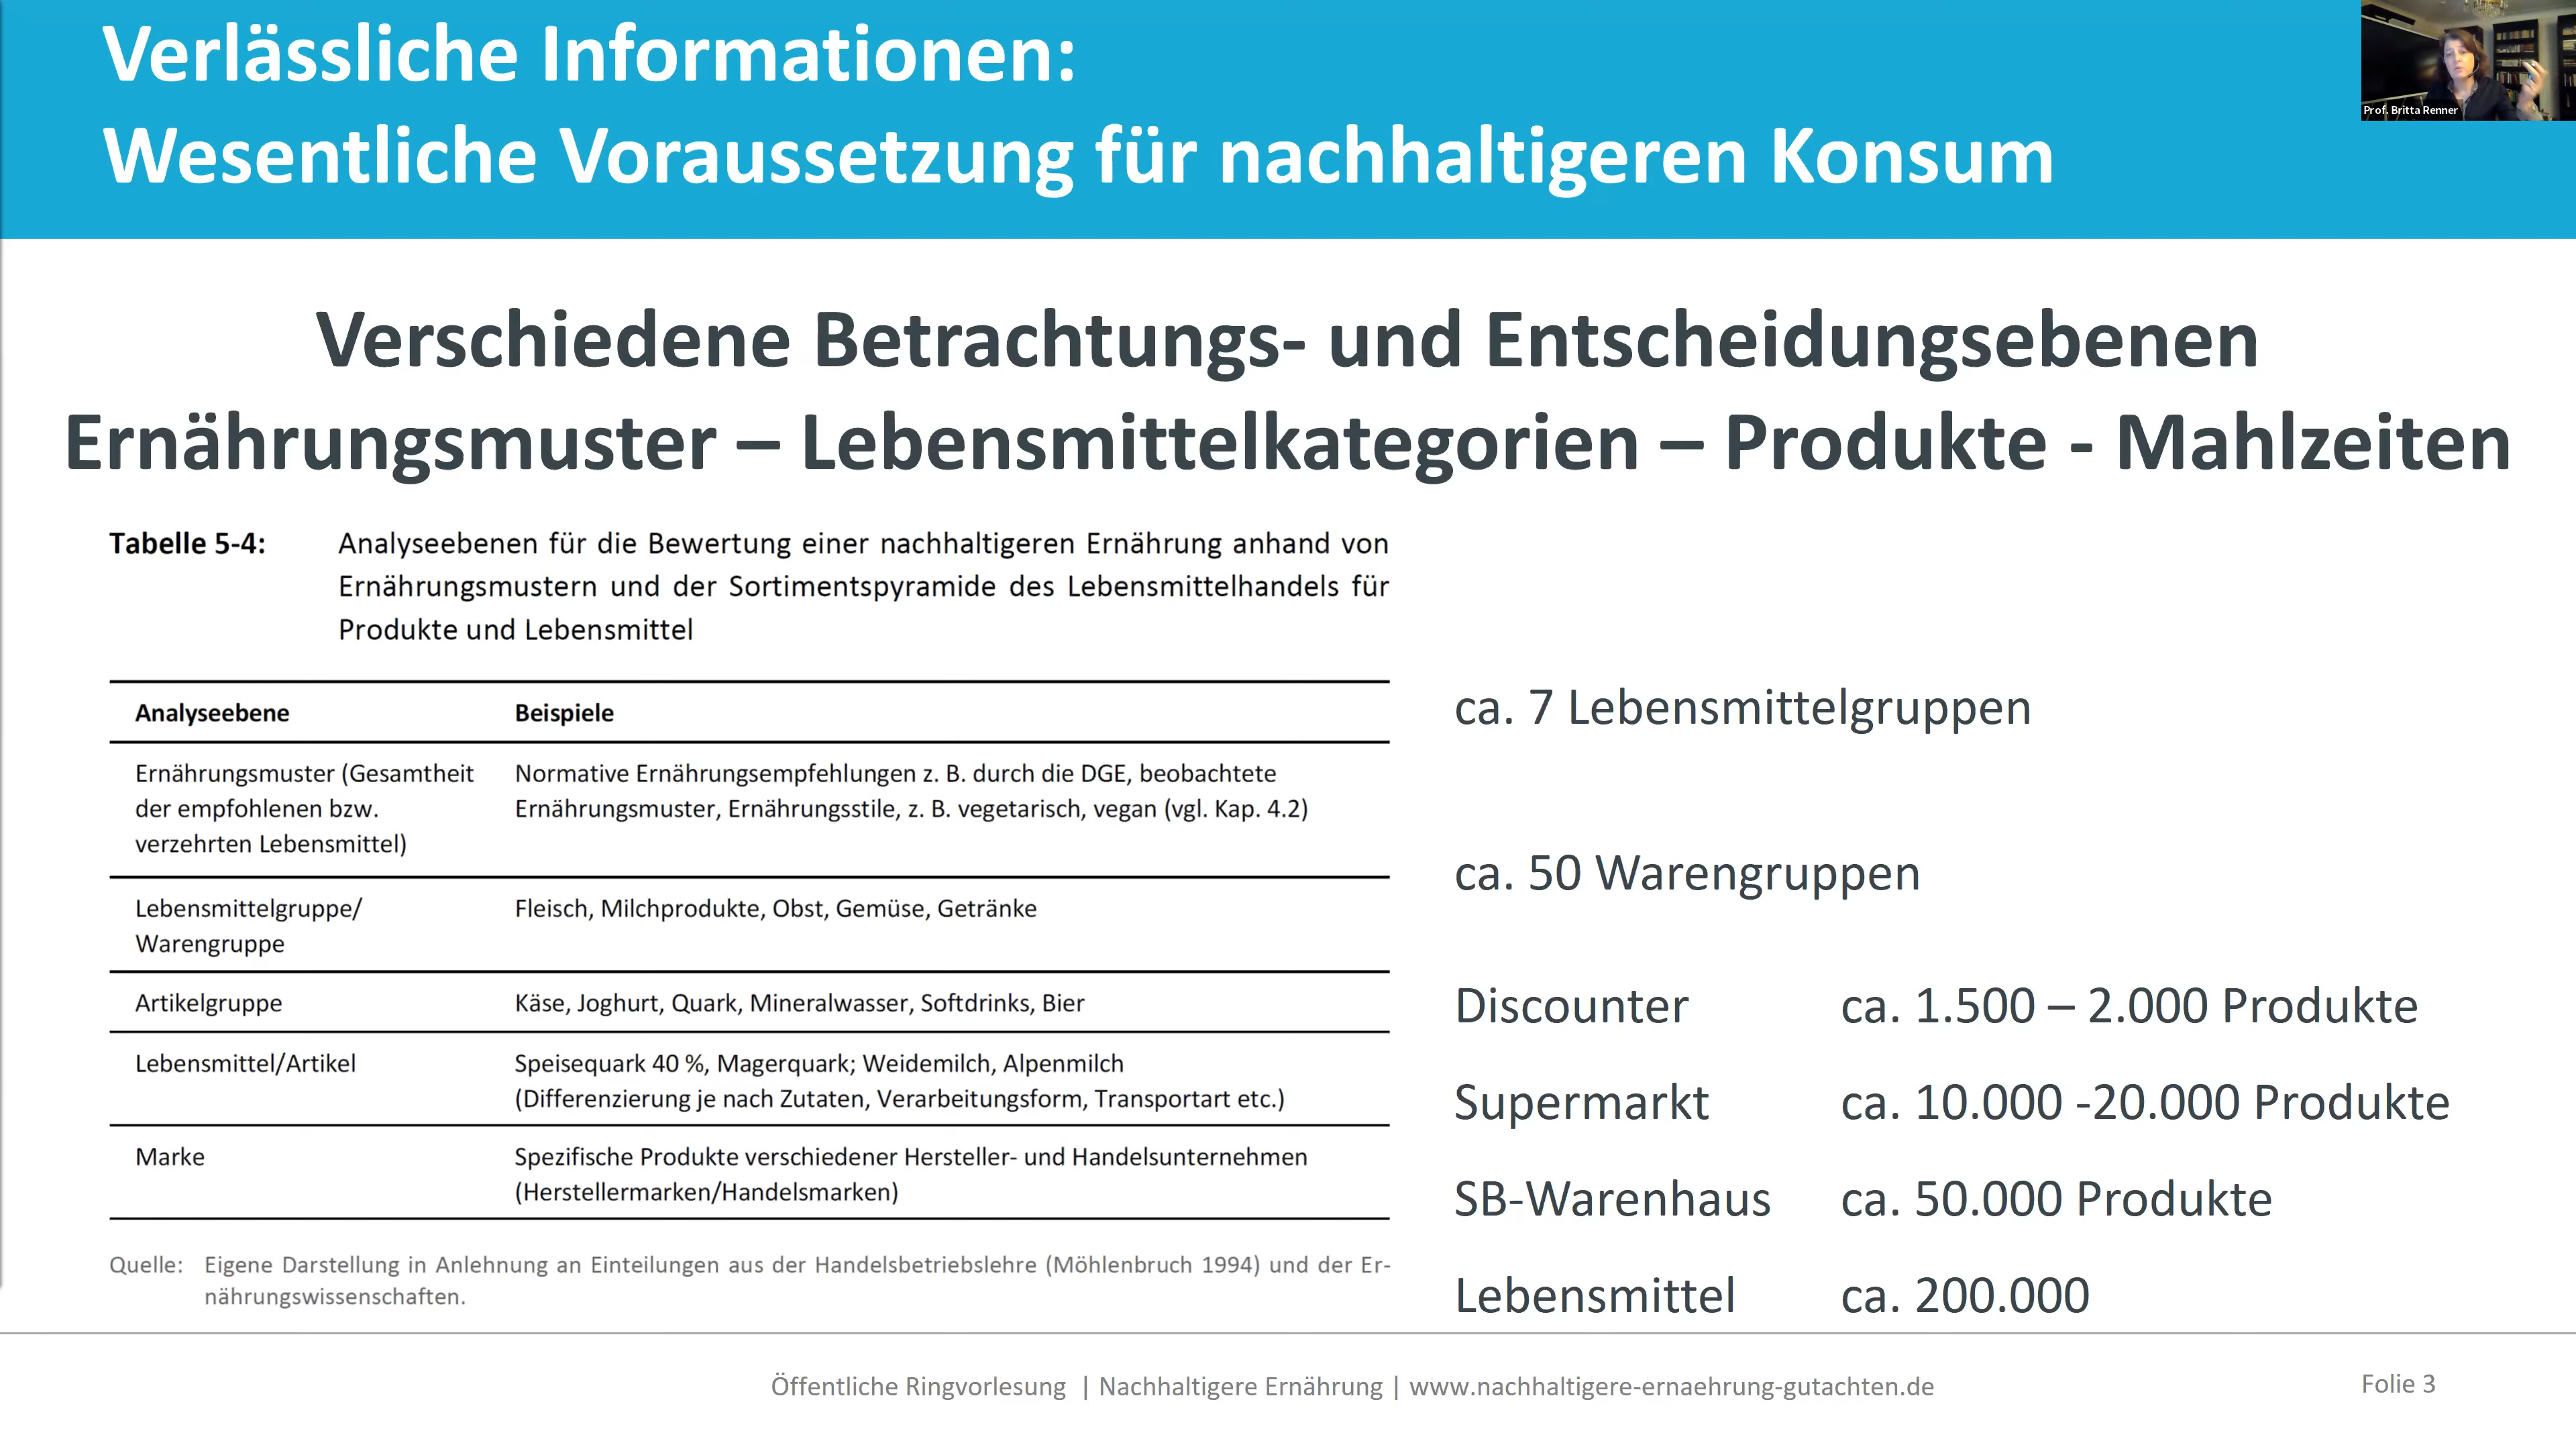 Verlässliche Informationen:
Wesentliche Voraussetzung für nachhaltigeren Konsum
Prof. Britta Renner
Verschiedene Betrachtungs- und Entscheidungsebenen
Ernährungsmuster – Lebensmittelkategorien – Produkte - Mahlzeiten
Tabelle 5-4: Analyseebenen für die Bewertung einer nachhaltigeren Ernährung anhand von
Ernährungsmustern und der Sortimentspyramide des Lebensmittelhandels für
Produkte und Lebensmittel
Analyseebene Beispiele
Ernährungsmuster (Gesamtheit
der empfohlenen bzw.
verzehrten Lebensmittel)
Normative Ernährungsempfehlungen z. B. durch die DGE, beobachtete
Ernährungsmuster, Ernährungsstile, z. B. vegetarisch, vegan (vgl. Kap. 4.2)
Lebensmittelgruppe/
Warengruppe
Fleisch, Milchprodukte, Obst, Gemüse, Getränke
Artikelgruppe Käse, Joghurt, Quark, Mineralwasser, Softdrinks, Bier
Lebensmittel/Artikel Speisequark 40 %, Magerquark; Weidemilch, Alpenmilch
(Differenzierung je nach Zutaten, Verarbeitungsform, Transportart etc.)
Marke Spezifische Produkte verschiedener Hersteller- und Handelsunternehmen
(Herstellermarken/Handelsmarken)
Quelle: Eigene Darstellung in Anlehnung an Einteilungen aus der Handelsbetriebslehre (Möhlenbruch 1994) und der Er-
nährungswissenschaften.
ca. 7 Lebensmittelgruppen
ca. 50 Warengruppen
Discounter ca. 1.500 – 2.000 Produkte
Supermarkt ca. 10.000 -20.000 Produkte
SB-Warenhaus ca. 50.000 Produkte
Lebensmittel ca. 200.000
Öffentliche Ringvorlesung | Nachhaltigere Ernährung | www.nachhaltigere-ernaehrung-gutachten.de
Folie 3